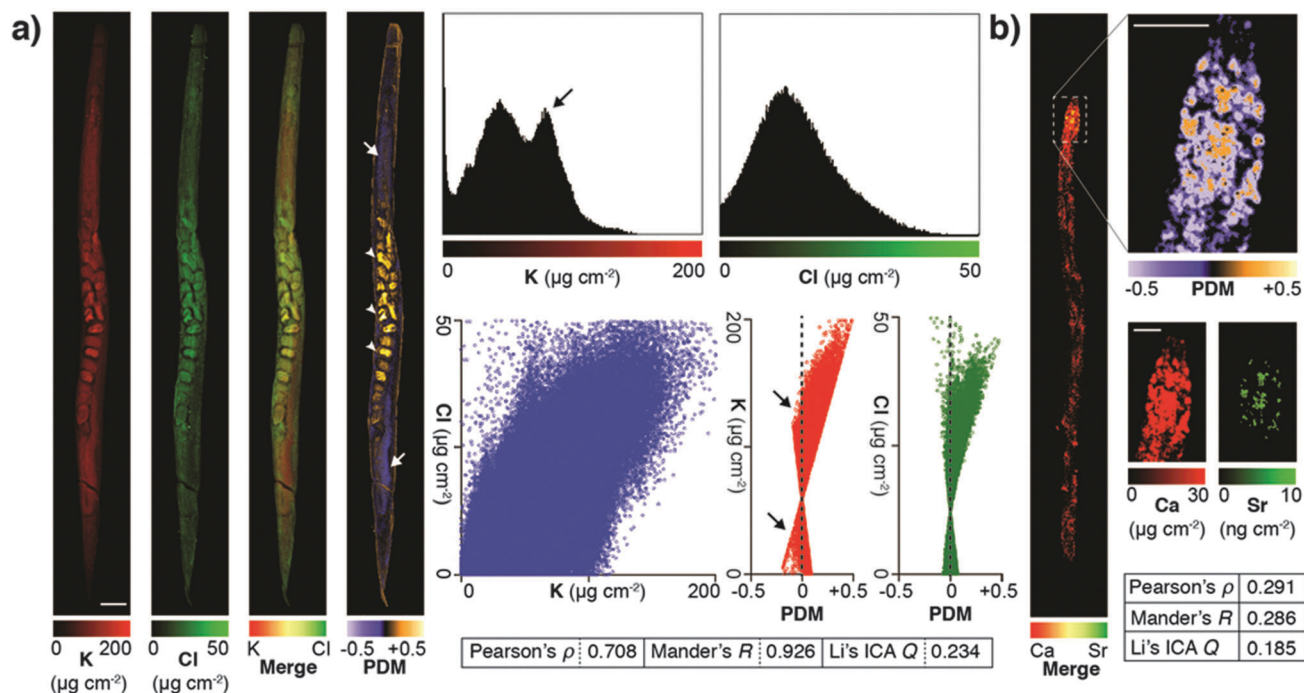 a)
K
0 200
(µg cm-2)
Cl
0 50
(µg cm-2)
K Cl
Merge
-0.5 +0.5
PDM
0 200
K (µg cm-2)
0 50
Cl (µg cm-2)
50
Cl (µg cm-2)
0
0 200
K (µg cm-2)
200
K (µg cm-2)
0
-0.5 0 +0.5
PDM
50
Cl (µg cm-2)
0
-0.5 0 +0.5
PDM
Pearson's ρ 0.708 Mander's R 0.926 Li's ICA Q 0.234
b)
Ca Sr
Merge
-0.5 +0.5
PDM
0 30
Ca
(µg cm-2)
0 10
Sr
(ng cm-2)
Pearson's ρ 0.291
Mander's R 0.286
Li's ICA Q 0.185